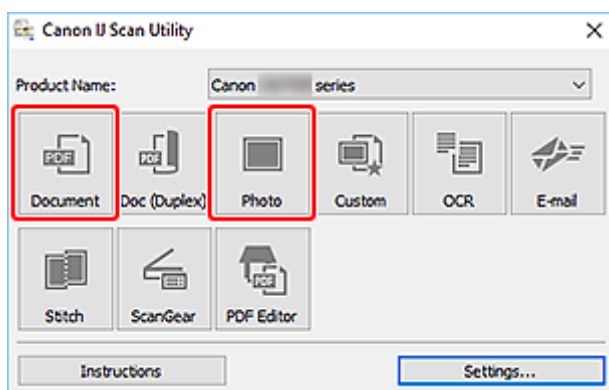 Canon IJ Scan Utility
Product Name: Canon series
PDF PDF
Document Doc (Duplex) Photo Custom OCR E-mail
PDF
Stitch ScanGear PDF Editor
Instructions Settings...